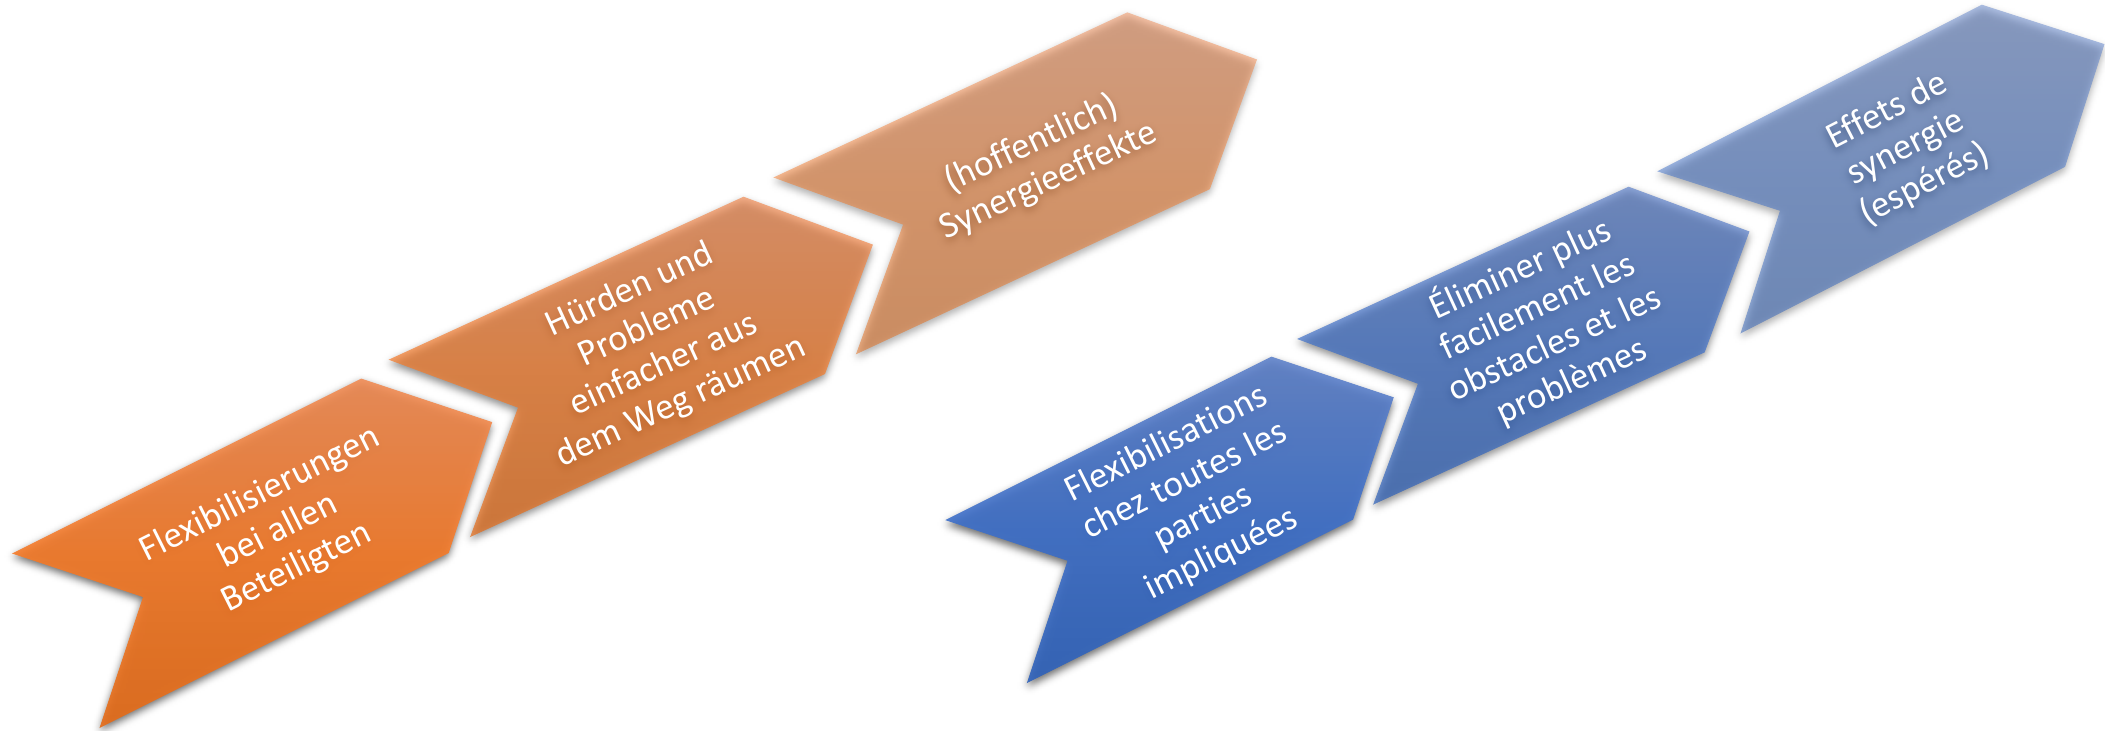 Flexibilisierungen
bei allen
Beteiligten
Hürden und
Probleme
einfacher aus
dem Weg räumen
(hoffentlich)
Synergieeffekte
Flexibilisations
chez toutes les
parties
impliquées
Éliminer plus
facilement les
obstacles et les
problèmes
Effets de
synergie
(espérés)